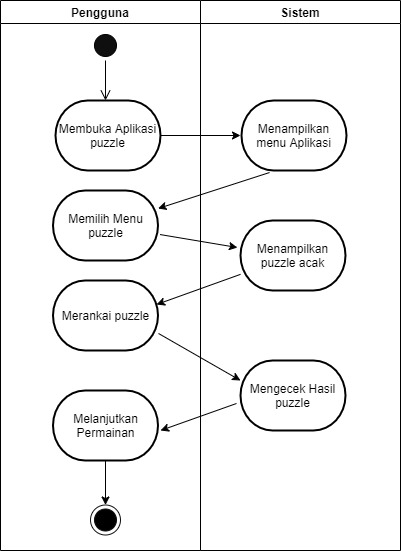 Pengguna
Sistem
Membuka Aplikasi
puzzle
Menampilkan
menu Aplikasi
Memilih Menu
puzzle
Menampilkan
puzzle acak
Merankai puzzle
Mengecek Hasil
puzzle
Melanjutkan
Permainan